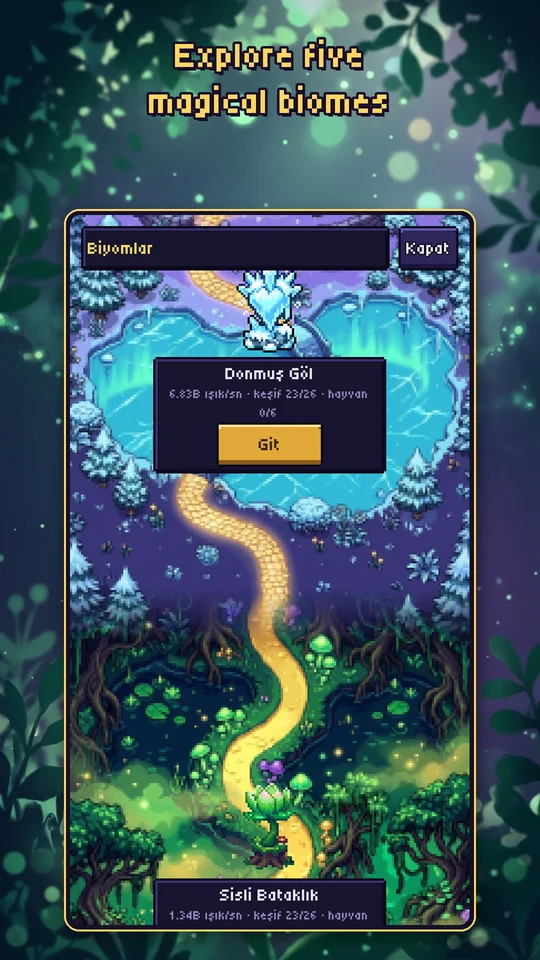 Explore five
magical biomes
Biyomlar
Kapat
Donmuş Göl
6.83B ışık/sn · keşif 23/26 · hayvan
0/6
Git
Sisli Bataklık
1.34B ışık/sn · keşif 23/26 · hayvan